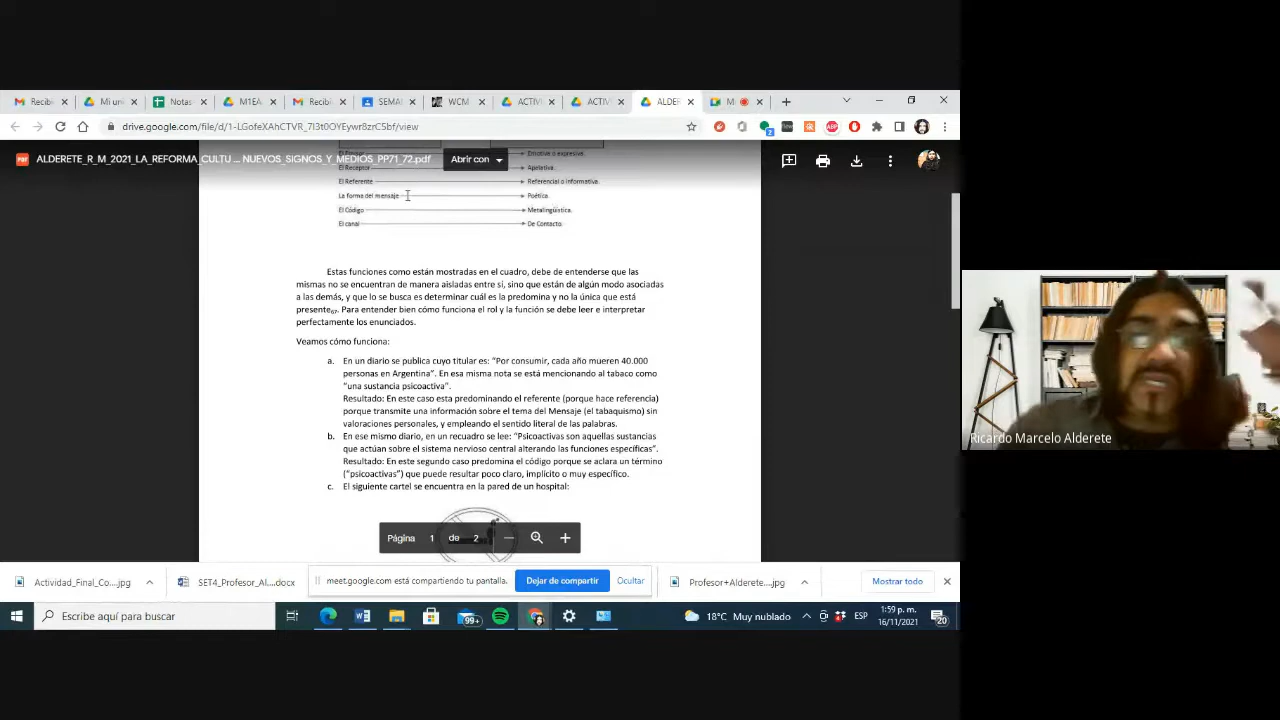 Recibi
Mi un
Notas
M1EA
Recibi
SEMA
WCM
ACTIVI
ACTIVI
ALDER
M
drive.google.com/file/d/1-LGofeXAhCTVR_7I3t0OYEywr8zrC5bf/view
ALDERETE_R_M_2021_LA_REFORMA_CULTU ... NUEVOS_SIGNOS_Y_MEDIOS_PP71_72.pdf
Abrir con
El Emisor Emotiva o expresiva.
El Receptor Apelativa.
El Referente Referencial o informativa.
La forma del mensaje Poética.
El Código Metalingüística.
El canal De Contacto.
Estas funciones como están mostradas en el cuadro, debe de entenderse que las
mismas no se encuentran de manera aisladas entre sí, sino que están de algún modo asociadas
a las demás, y que lo se busca es determinar cuál es la predomina y no la única que está
presente67. Para entender bien cómo funciona el rol y la función se debe leer e interpretar
perfectamente los enunciados.
Veamos cómo funciona:
a. En un diario se publica cuyo titular es: “Por consumir, cada año mueren 40.000
personas en Argentina”. En esa misma nota se está mencionando al tabaco como
“una sustancia psicoactiva”.
Resultado: En este caso esta predominando el referente (porque hace referencia)
porque transmite una información sobre el tema del Mensaje (el tabaquismo) sin
valoraciones personales, y empleando el sentido literal de las palabras.
b. En ese mismo diario, en un recuadro se lee: “Psicoactivas son aquellas sustancias
que actúan sobre el sistema nervioso central alterando las funciones específicas”.
Resultado: En este segundo caso predomina el código porque se aclara un término
(“psicoactivas”) que puede resultar poco claro, implícito o muy específico.
c. El siguiente cartel se encuentra en la pared de un hospital:
Página 1 de 2
Ricardo Marcelo Alderete
Actividad_Final_Co....jpg
SET4_Profesor_Al....docx
meet.google.com está compartiendo tu pantalla.
Dejar de compartir
Ocultar
Profesor+Alderete....jpg
Mostrar todo
Escribe aquí para buscar
99+
18°C Muy nublado
ESP
1:59 p. m.
16/11/2021
20